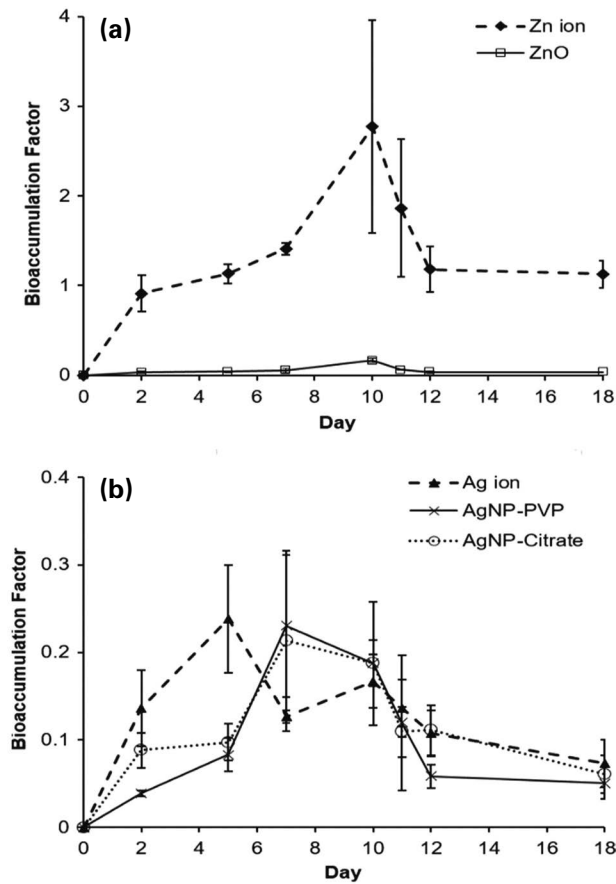 (a)
Zn ion
ZnO
4
3
2
1
0
0 2 4 6 8 10 12 14 16 18
Bioaccumulation Factor
Day
(b)
Ag ion
AgNP-PVP
AgNP-Citrate
0.4
0.3
0.2
0.1
0
0 2 4 6 8 10 12 14 16 18
Bioaccumulation Factor
Day